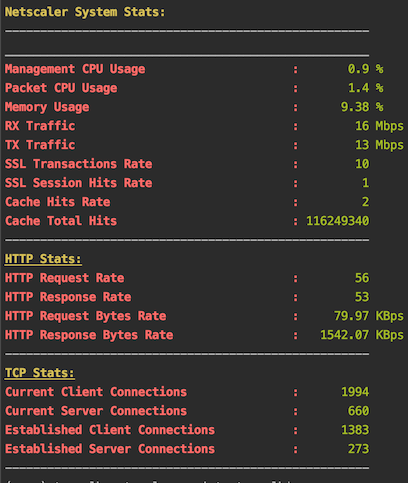 Netscaler System Stats:
Management CPU Usage : 0.9 %
Packet CPU Usage : 1.4 %
Memory Usage : 9.38 %
RX Traffic : 16 Mbps
TX Traffic : 13 Mbps
SSL Transactions Rate : 10
SSL Session Hits Rate : 1
Cache Hits Rate : 2
Cache Total Hits : 116249340
HTTP Stats:
HTTP Request Rate : 56
HTTP Response Rate : 53
HTTP Request Bytes Rate : 79.97 KBps
HTTP Response Bytes Rate : 1542.07 KBps
TCP Stats:
Current Client Connections : 1994
Current Server Connections : 660
Established Client Connections : 1383
Established Server Connections : 273